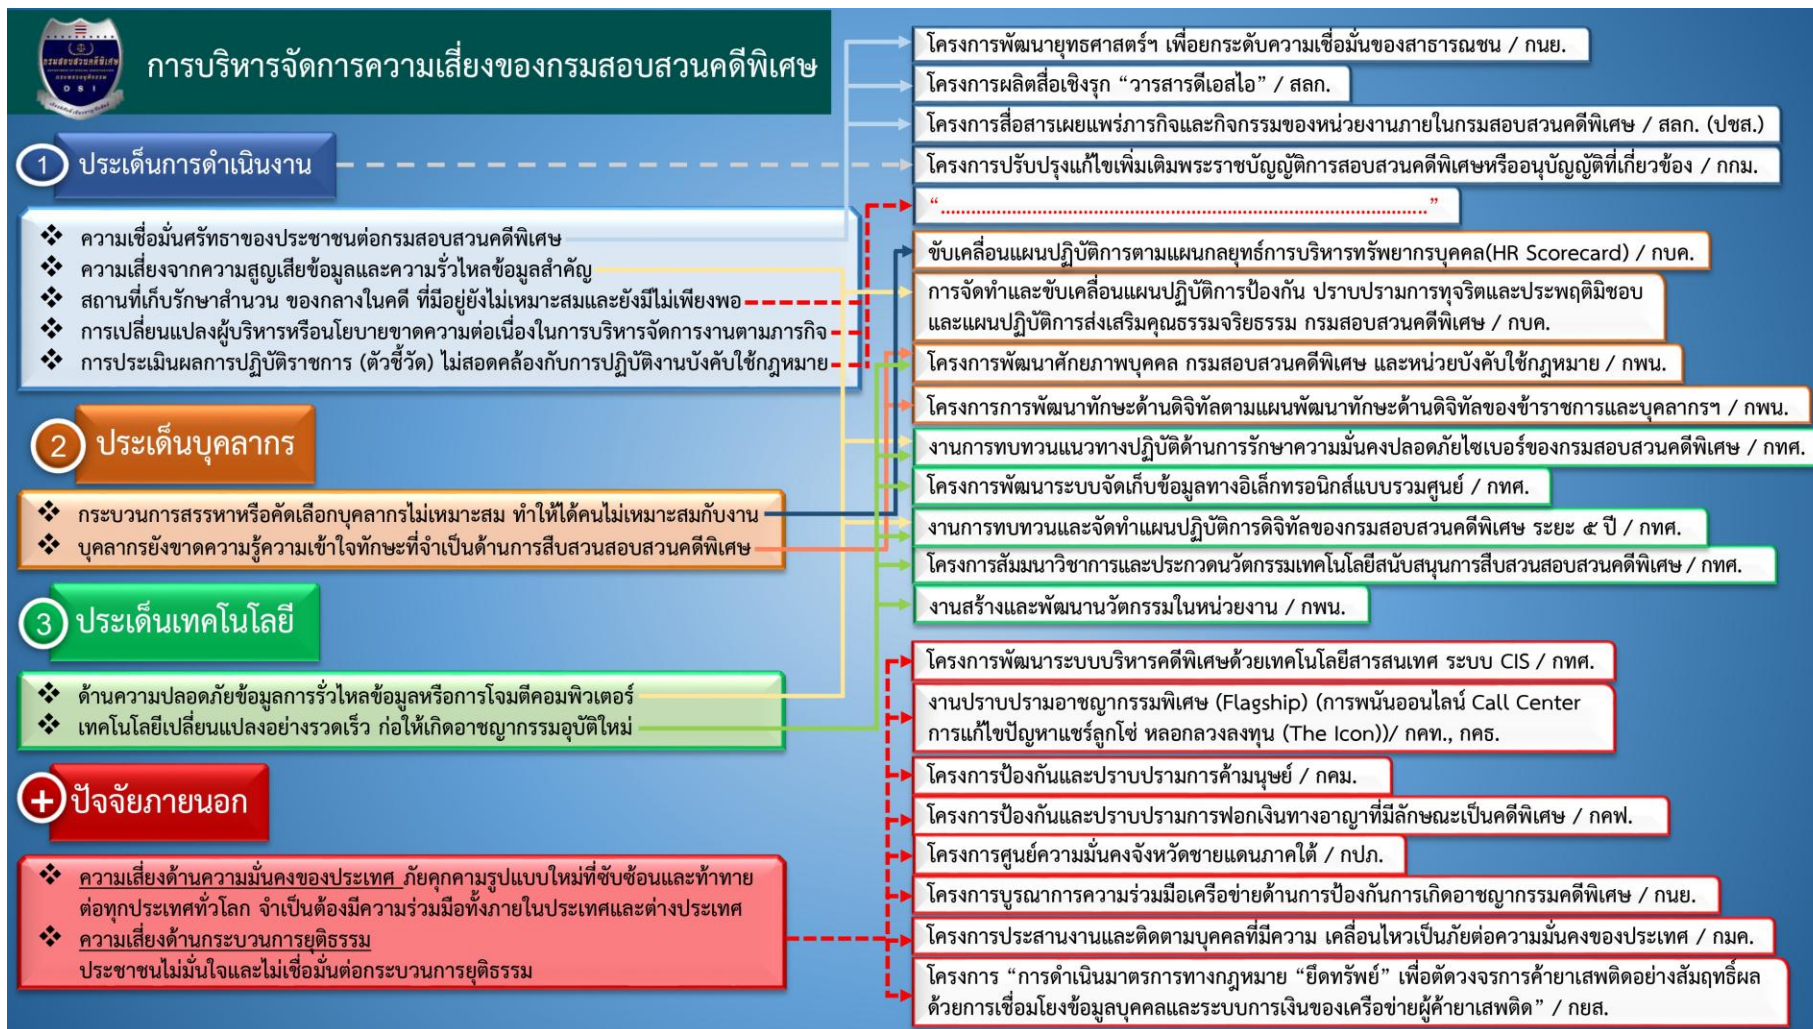 กรมสอบสวนคดีพิเศษ
DSI
การบริหารจัดการความเสี่ยงของกรมสอบสวนคดีพิเศษ
1 ประเด็นการดำเนินงาน
❖ ความเชื่อมั่นศรัทธาของประชาชนต่อกรมสอบสวนคดีพิเศษ
❖ ความเสี่ยงจากความสูญเสียข้อมูลและความรั่วไหลข้อมูลสำคัญ
❖ สถานที่เก็บรักษาสำนวน ของกลางในคดี ที่มีอยู่ยังไม่เหมาะสมและยังมีไม่เพียงพอ
❖ การเปลี่ยนแปลงผู้บริหารหรือนโยบายขาดความต่อเนื่องในการบริหารจัดการงานตามภารกิจ
❖ การประเมินผลการปฏิบัติราชการ (ตัวชี้วัด) ไม่สอดคล้องกับการปฏิบัติงานบังคับใช้กฎหมาย
2 ประเด็นบุคลากร
❖ กระบวนการสรรหาหรือคัดเลือกบุคลากรไม่เหมาะสม ทำให้ได้คนไม่เหมาะสมกับงาน
❖ บุคลากรยังขาดความรู้ความเข้าใจทักษะที่จำเป็นด้านการสืบสวนสอบสวนคดีพิเศษ
3 ประเด็นเทคโนโลยี
❖ ด้านความปลอดภัยข้อมูลการรั่วไหลข้อมูลหรือการโจมตีคอมพิวเตอร์
❖ เทคโนโลยีเปลี่ยนแปลงอย่างรวดเร็ว ก่อให้เกิดอาชญากรรมอุบัติใหม่
+ ปัจจัยภายนอก
❖ ความเสี่ยงด้านความมั่นคงของประเทศ ภัยคุกคามรูปแบบใหม่ที่ซับซ้อนและท้าทาย
ต่อทุกประเทศทั่วโลก จำเป็นต้องมีความร่วมมือทั้งภายในประเทศและต่างประเทศ
❖ ความเสี่ยงด้านกระบวนการยุติธรรม
ประชาชนไม่มั่นใจและไม่เชื่อมั่นต่อกระบวนการยุติธรรม
โครงการพัฒนายุทธศาสตร์ฯ เพื่อยกระดับความเชื่อมั่นของสาธารณชน / กนย.
โครงการผลิตสื่อเชิงรุก “วารสารดีเอสไอ” / สลก.
โครงการสื่อสารเผยแพร่ภารกิจและกิจกรรมของหน่วยงานภายในกรมสอบสวนคดีพิเศษ / สลก. (ปชส.)
โครงการปรับปรุงแก้ไขเพิ่มเติมพระราชบัญญัติการสอบสวนคดีพิเศษหรืออนุบัญญัติที่เกี่ยวข้อง / กกม.
“................................................................................................”
ขับเคลื่อนแผนปฏิบัติการตามแผนกลยุทธ์การบริหารทรัพยากรบุคคล(HR Scorecard) / กบค.
การจัดทำและขับเคลื่อนแผนปฏิบัติการป้องกัน ปราบปรามการทุจริตและประพฤติมิชอบ
และแผนปฏิบัติการส่งเสริมคุณธรรมจริยธรรม กรมสอบสวนคดีพิเศษ / กบค.
โครงการพัฒนาศักยภาพบุคคล กรมสอบสวนคดีพิเศษ และหน่วยบังคับใช้กฎหมาย / กพน.
โครงการการพัฒนาทักษะด้านดิจิทัลตามแผนพัฒนาทักษะด้านดิจิทัลของข้าราชการและบุคลากรฯ / กพน.
งานการทบทวนแนวทางปฏิบัติด้านการรักษาความมั่นคงปลอดภัยไซเบอร์ของกรมสอบสวนคดีพิเศษ / กทศ.
โครงการพัฒนาระบบจัดเก็บข้อมูลทางอิเล็กทรอนิกส์แบบรวมศูนย์ / กทศ.
งานการทบทวนและจัดทำแผนปฏิบัติการดิจิทัลของกรมสอบสวนคดีพิเศษ ระยะ ๕ ปี / กทศ.
โครงการสัมมนาวิชาการและประกวดนวัตกรรมเทคโนโลยีสนับสนุนการสืบสวนสอบสวนคดีพิเศษ / กทศ.
งานสร้างและพัฒนานวัตกรรมในหน่วยงาน / กพน.
โครงการพัฒนาระบบบริหารคดีพิเศษด้วยเทคโนโลยีสารสนเทศ ระบบ CIS / กทศ.
งานปราบปรามอาชญากรรมพิเศษ (Flagship) (การพนันออนไลน์ Call Center
การแก้ไขปัญหาแชร์ลูกโซ่ หลอกลวงลงทุน (The Icon))/ กคท., กคธ.
โครงการป้องกันและปราบปรามการค้ามนุษย์ / กคม.
โครงการป้องกันและปราบปรามการฟอกเงินทางอาญาที่มีลักษณะเป็นคดีพิเศษ / กคฟ.
โครงการศูนย์ความมั่นคงจังหวัดชายแดนภาคใต้ / กปภ.
โครงการบูรณาการความร่วมมือเครือข่ายด้านการป้องกันการเกิดอาชญากรรมคดีพิเศษ / กนย.
โครงการประสานงานและติดตามบุคคลที่มีความ เคลื่อนไหวเป็นภัยต่อความมั่นคงของประเทศ / กมค.
โครงการ “การดำเนินมาตรการทางกฎหมาย “ยึดทรัพย์” เพื่อตัดวงจรการค้ายาเสพติดอย่างสัมฤทธิ์ผล
ด้วยการเชื่อมโยงข้อมูลบุคคลและระบบการเงินของเครือข่ายผู้ค้ายาเสพติด” / กยส.